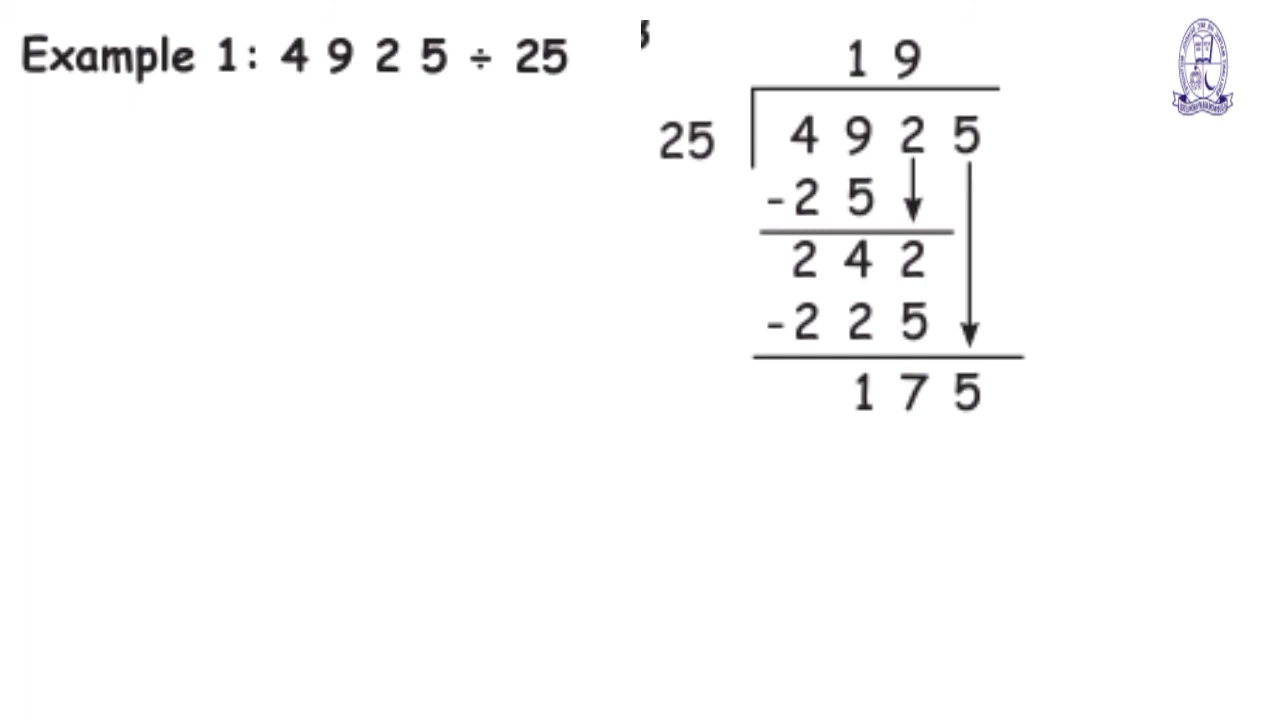 Example 1: 4 9 2 5 ÷ 25
1 9
25 4 9 2 5
-2 5
2 4 2
-2 2 5
1 7 5